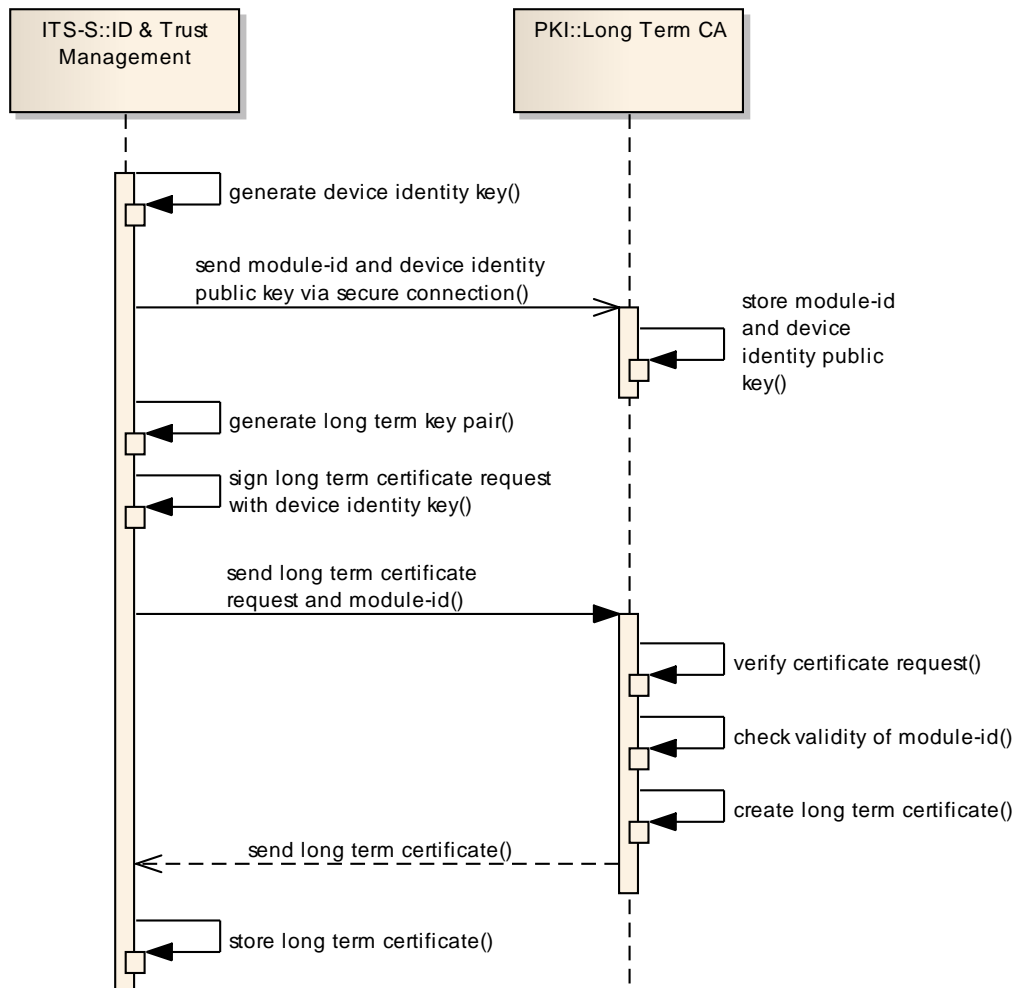 ITS-S::ID & Trust
Management
PKI::Long Term CA
generate device identity key()
send module-id and device identity
public key via secure connection()
store module-id
and device
identity public
key()
generate long term key pair()
sign long term certificate request
with device identity key()
send long term certificate
request and module-id()
verify certificate request()
check validity of module-id()
create long term certificate()
send long term certificate()
store long term certificate()